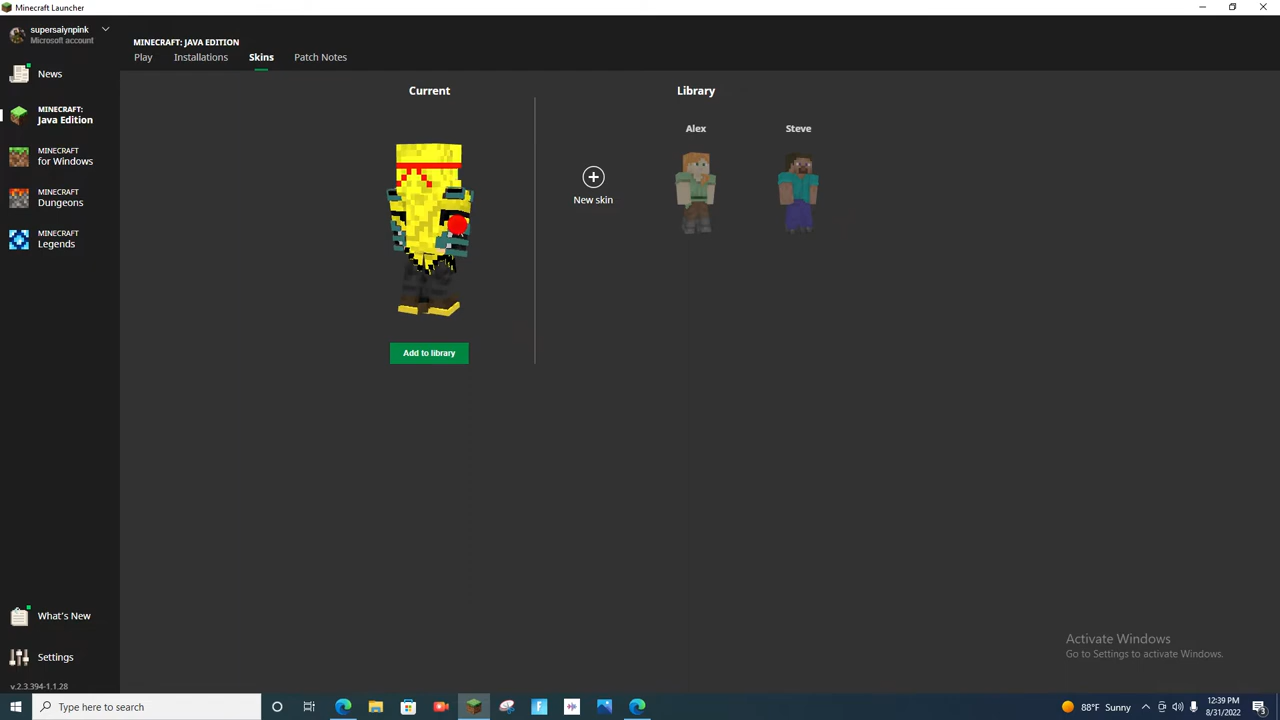 Minecraft Launcher
supersaiynpink
Microsoft account
News
MINECRAFT:
Java Edition
MINECRAFT
for Windows
MINECRAFT
Dungeons
MINECRAFT
Legends
What's New
Settings
v.2.3.394-1.1.28
MINECRAFT: JAVA EDITION
Play Installations Skins Patch Notes
Current
Add to library
Library
New skin
Alex
Steve
Activate Windows
Go to Settings to activate Windows.
Type here to search
88°F Sunny
12:39 PM
8/31/2022
3